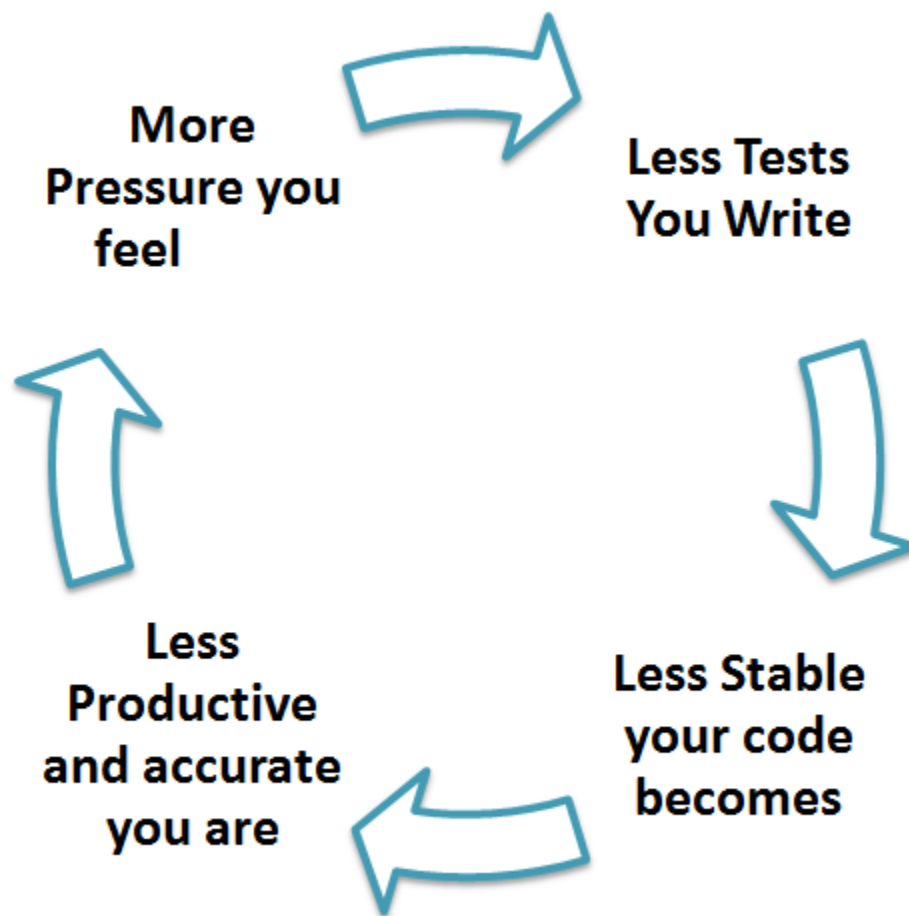 More
Pressure you
feel
Less Tests
You Write
Less Stable
your code
becomes
Less
Productive
and accurate
you are